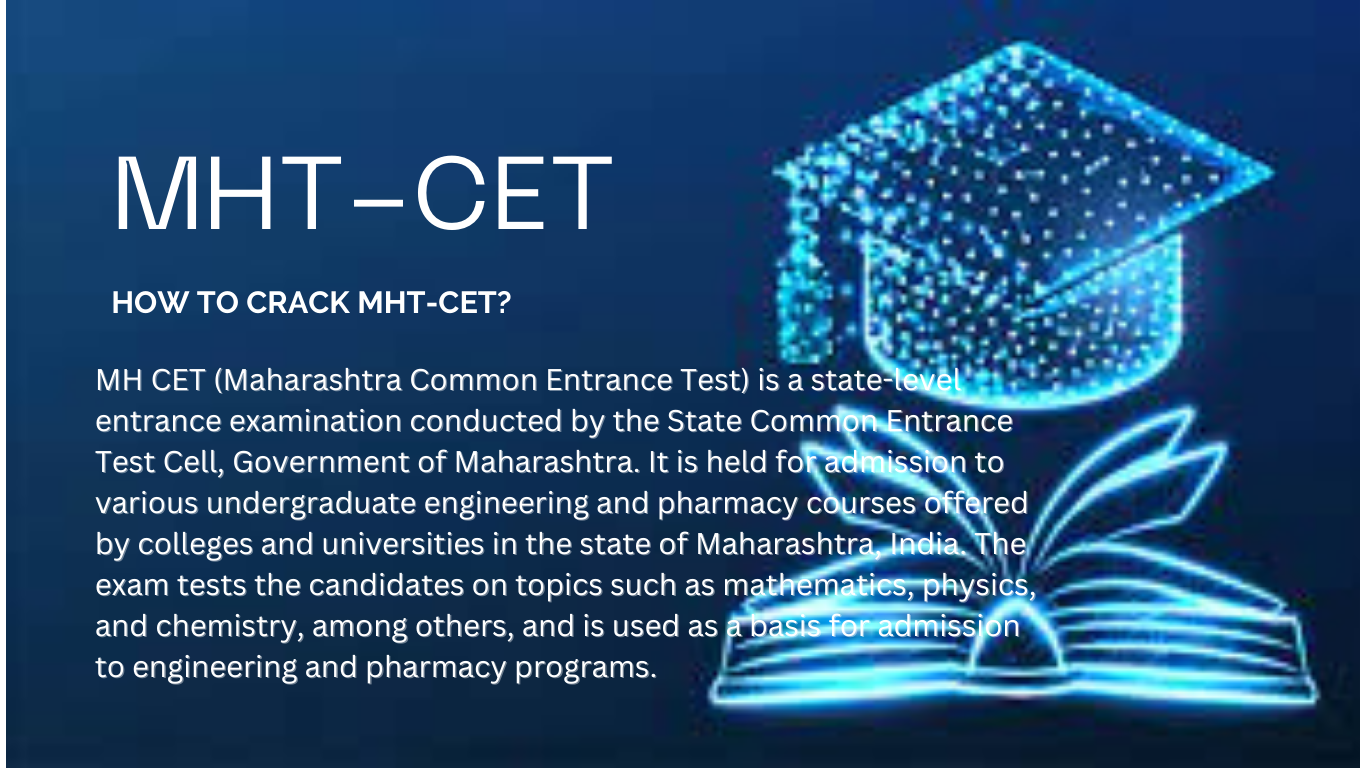 MHT-CET
HOW TO CRACK MHT-CET?
MH CET (Maharashtra Common Entrance Test) is a state-level
entrance examination conducted by the State Common Entrance
Test Cell, Government of Maharashtra. It is held for admission to
various undergraduate engineering and pharmacy courses offered
by colleges and universities in the state of Maharashtra, India. The
exam tests the candidates on topics such as mathematics, physics,
and chemistry, among others, and is used as a basis for admission
to engineering and pharmacy programs.